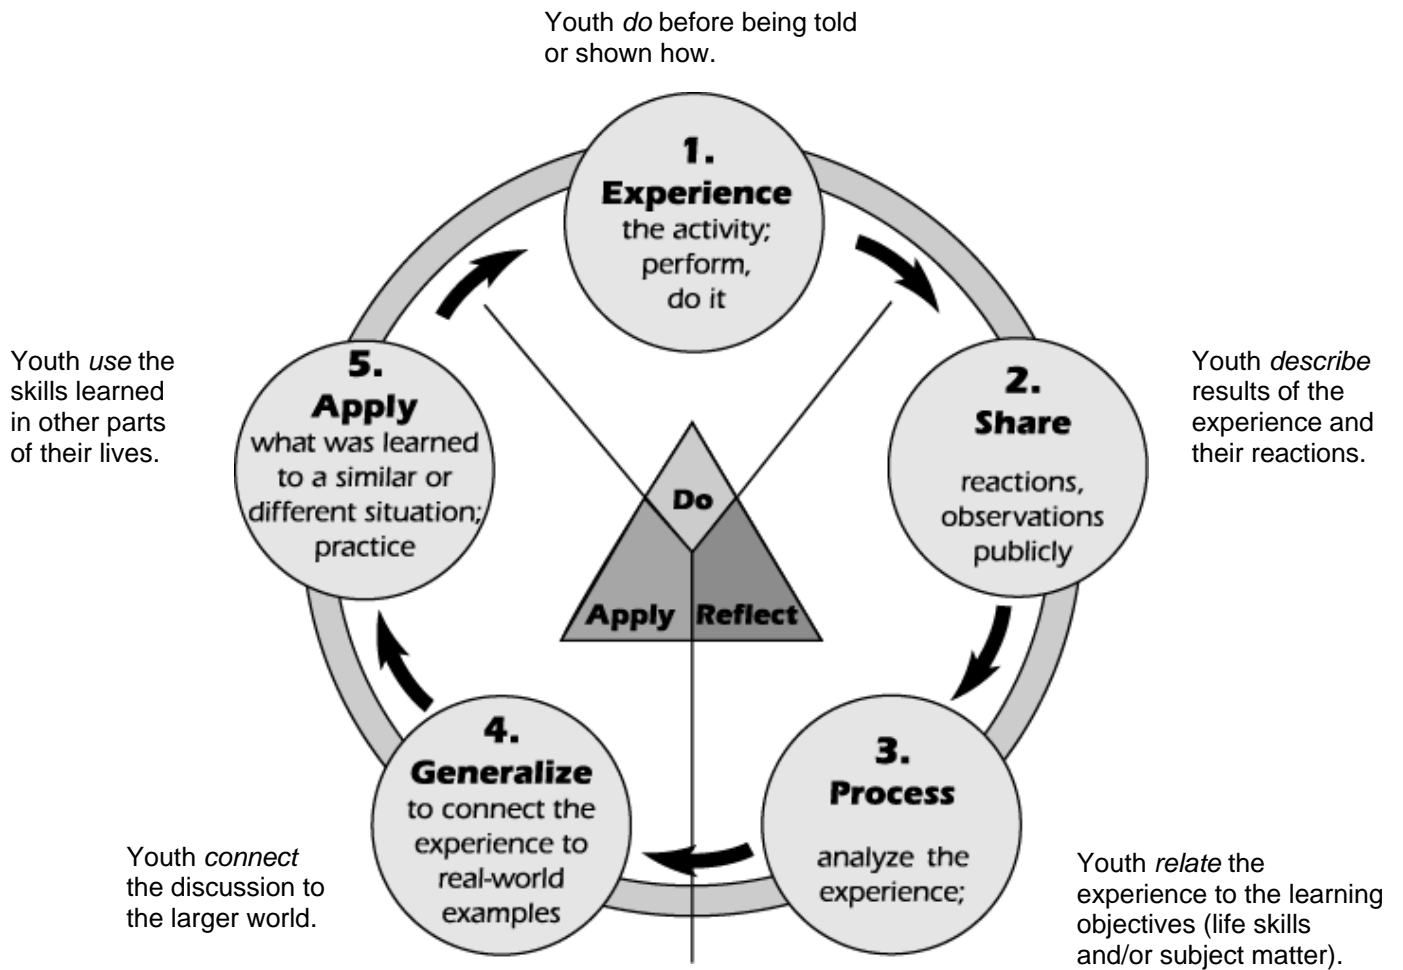 Youth do before being told
or shown how.
1.
Experience
the activity;
perform,
do it
2.
Share
reactions,
observations
publicly
Youth describe
results of the
experience and
their reactions.
3.
Process
analyze the
experience;
Youth relate the
experience to the learning
objectives (life skills
and/or subject matter).
4.
Generalize
to connect the
experience to
real-world
examples
Youth connect
the discussion to
the larger world.
5.
Apply
what was learned
to a similar or
different situation;
practice
Youth use the
skills learned
in other parts
of their lives.
Do
Apply
Reflect